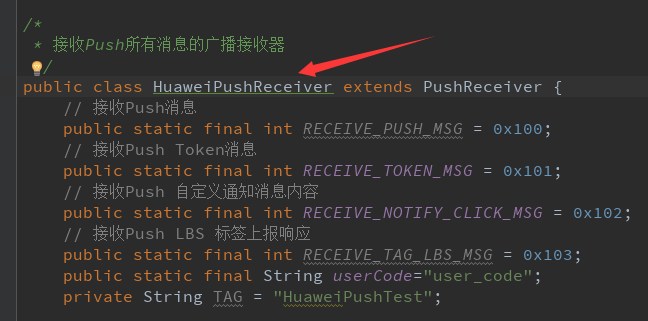 /*
* 接收Push所有消息的广播接收器
*/
public class HuaweiPushReceiver extends PushReceiver {
// 接收Push消息
public static final int RECEIVE_PUSH_MSG = 0x100;
// 接收Push Token消息
public static final int RECEIVE_TOKEN_MSG = 0x101;
// 接收Push 自定义通知消息内容
public static final int RECEIVE_NOTIFY_CLICK_MSG = 0x102;
// 接收Push LBS 标签上报响应
public static final int RECEIVE_TAG_LBS_MSG = 0x103;
public static final String userCode="user_code";
private String TAG = "HuaweiPushTest";